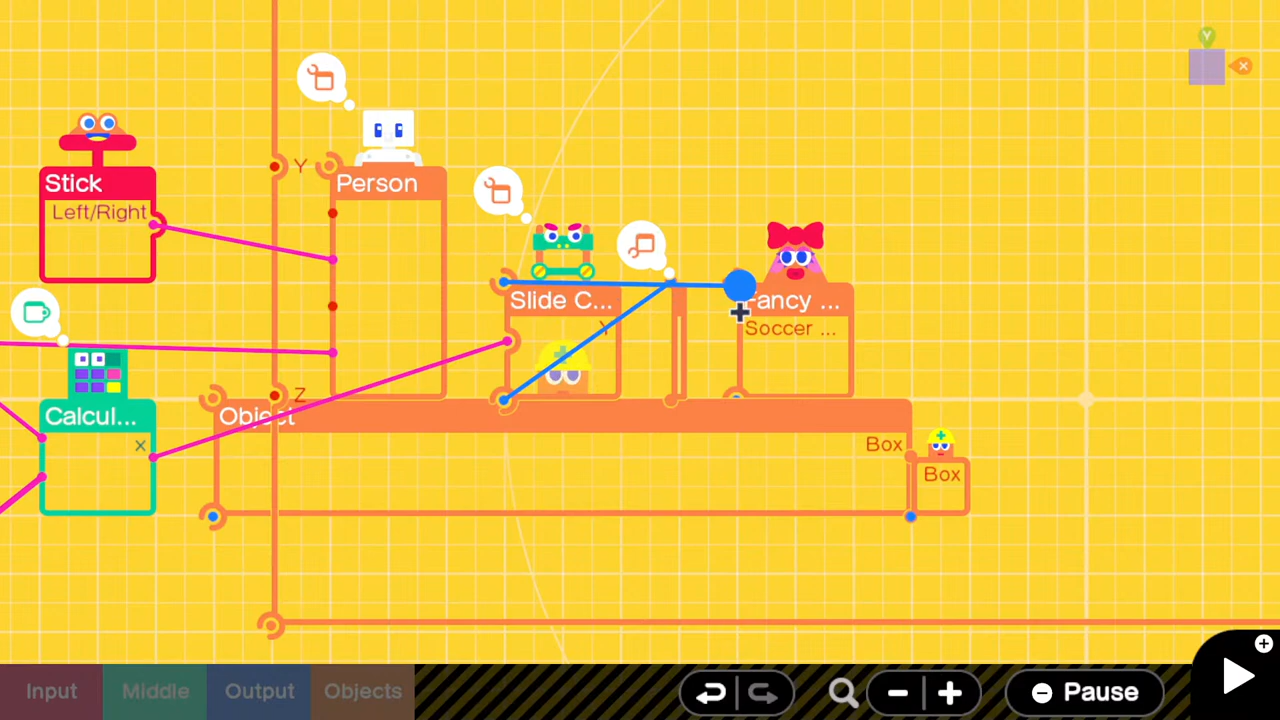 Y
X
Y
Person
Stick
Left/Right
Slide C...
Y
Fancy ...
Soccer ...
Z
Calcul...
X
Object
Box
Box
Input
Middle
Output
Objects
Pause